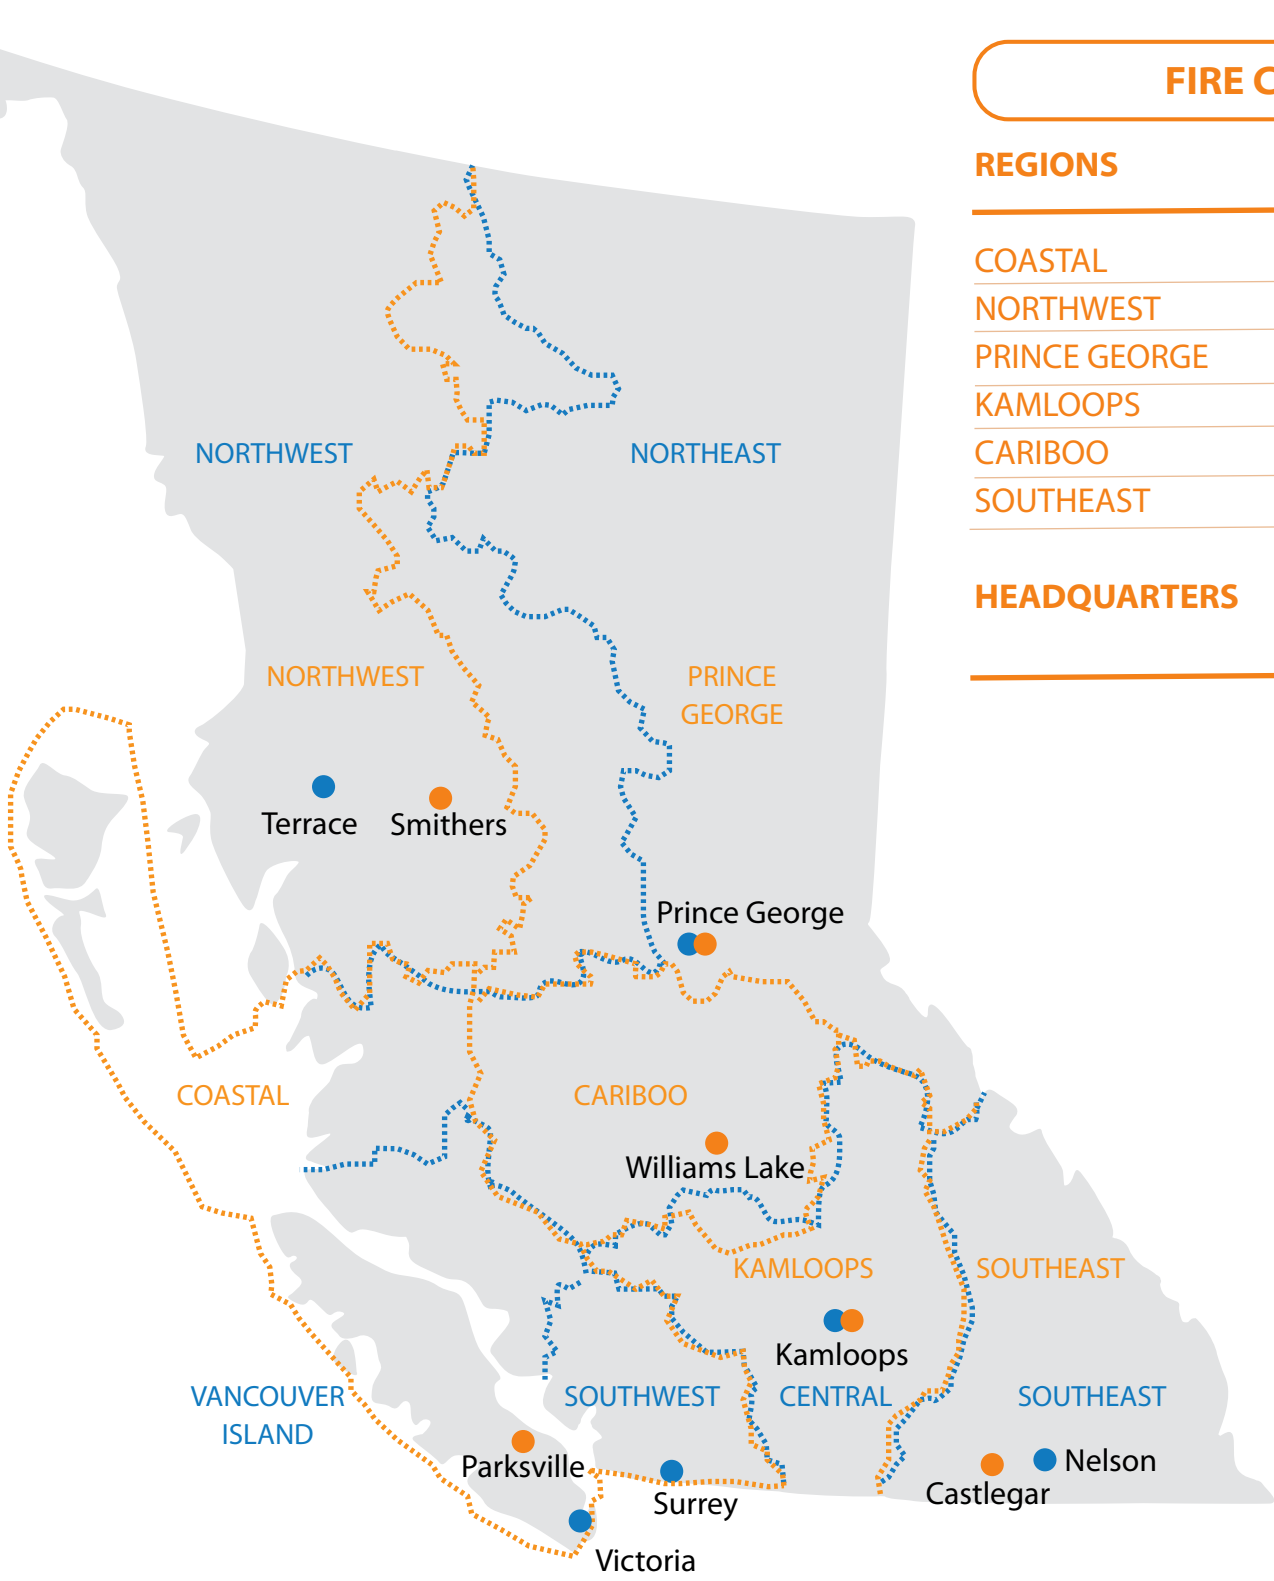 FIRE C
REGIONS
COASTAL
NORTHWEST
PRINCE GEORGE
KAMLOOPS
CARIBOO
SOUTHEAST
HEADQUARTERS
NORTHWEST
NORTHEAST
NORTHWEST
PRINCE
GEORGE
Terrace
Smithers
Prince George
COASTAL
CARIBOO
Williams Lake
KAMLOOPS
SOUTHEAST
Kamloops
VANCOUVER
ISLAND
SOUTHWEST
CENTRAL
SOUTHEAST
Parksville
Nelson
Surrey
Castlegar
Victoria